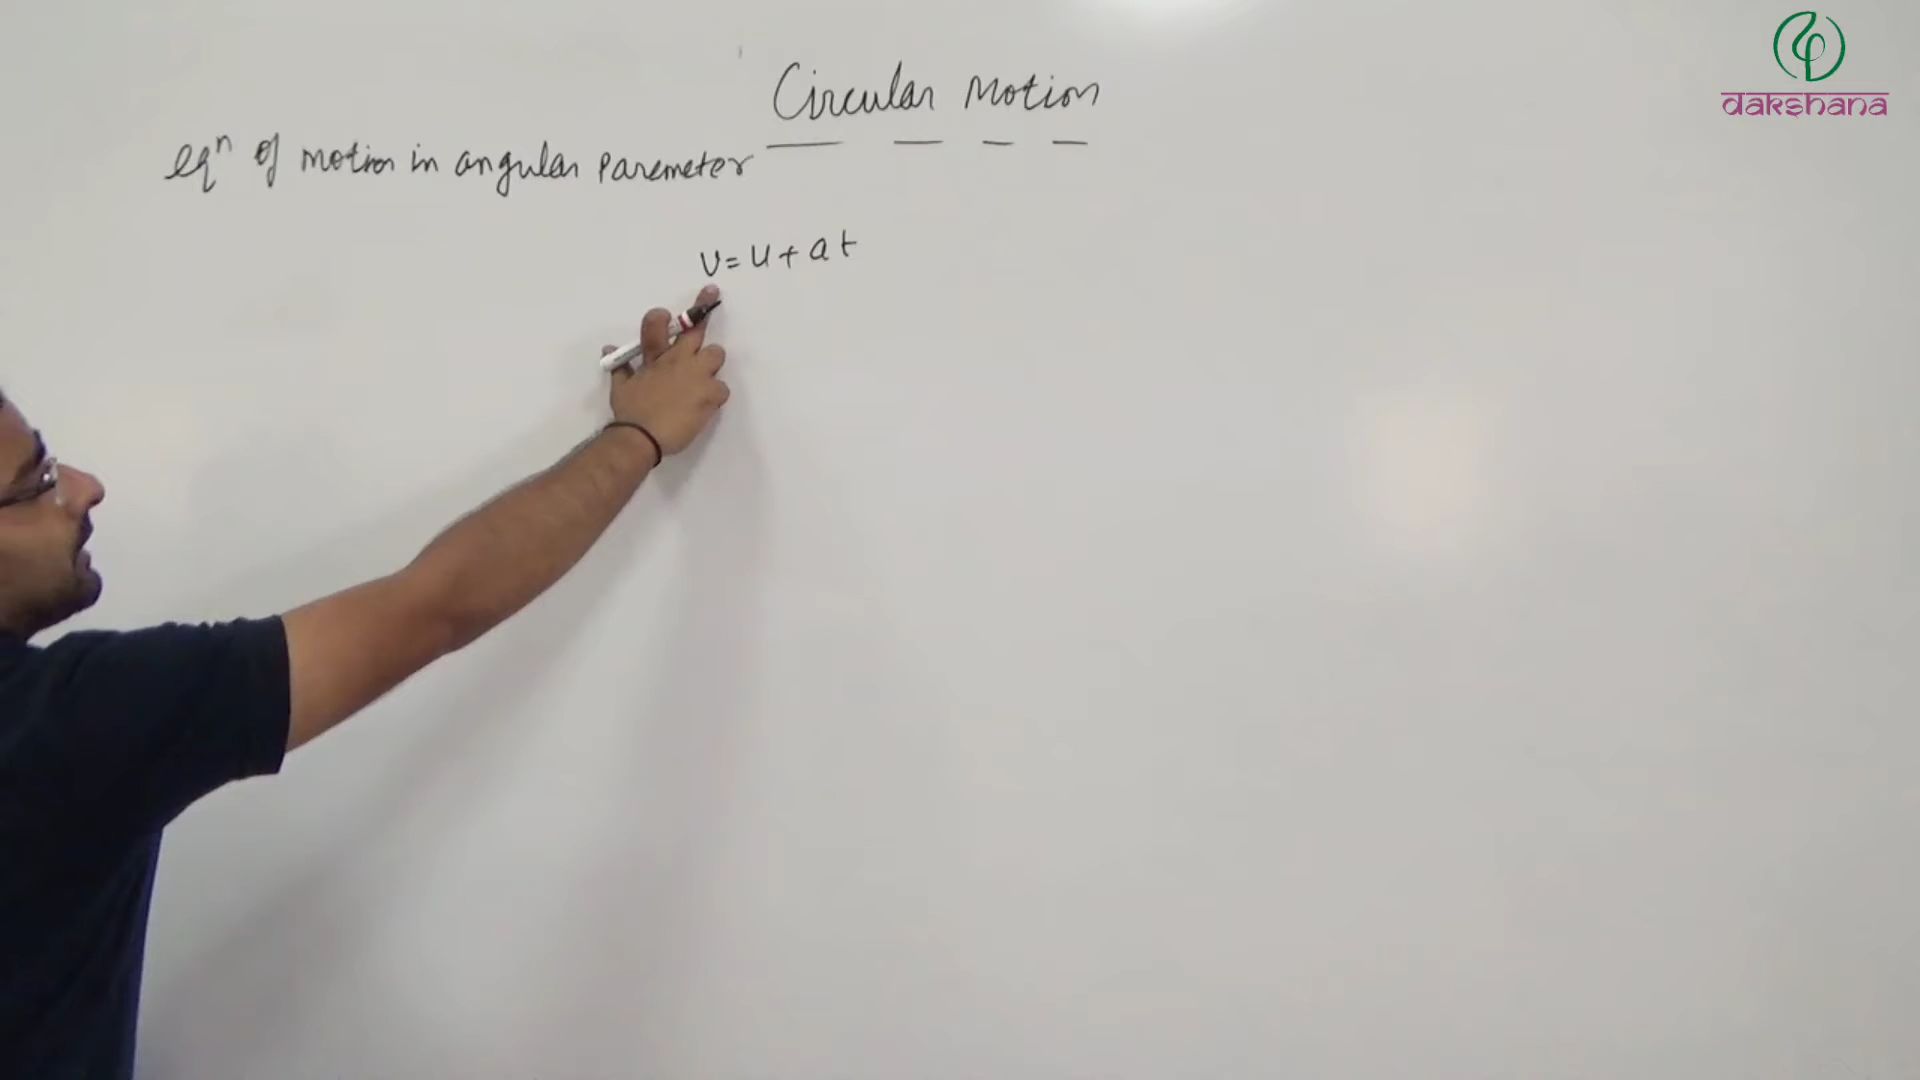 Circular Motion
dakshana
eqⁿ of motion in angular Paremeter
v = u + at